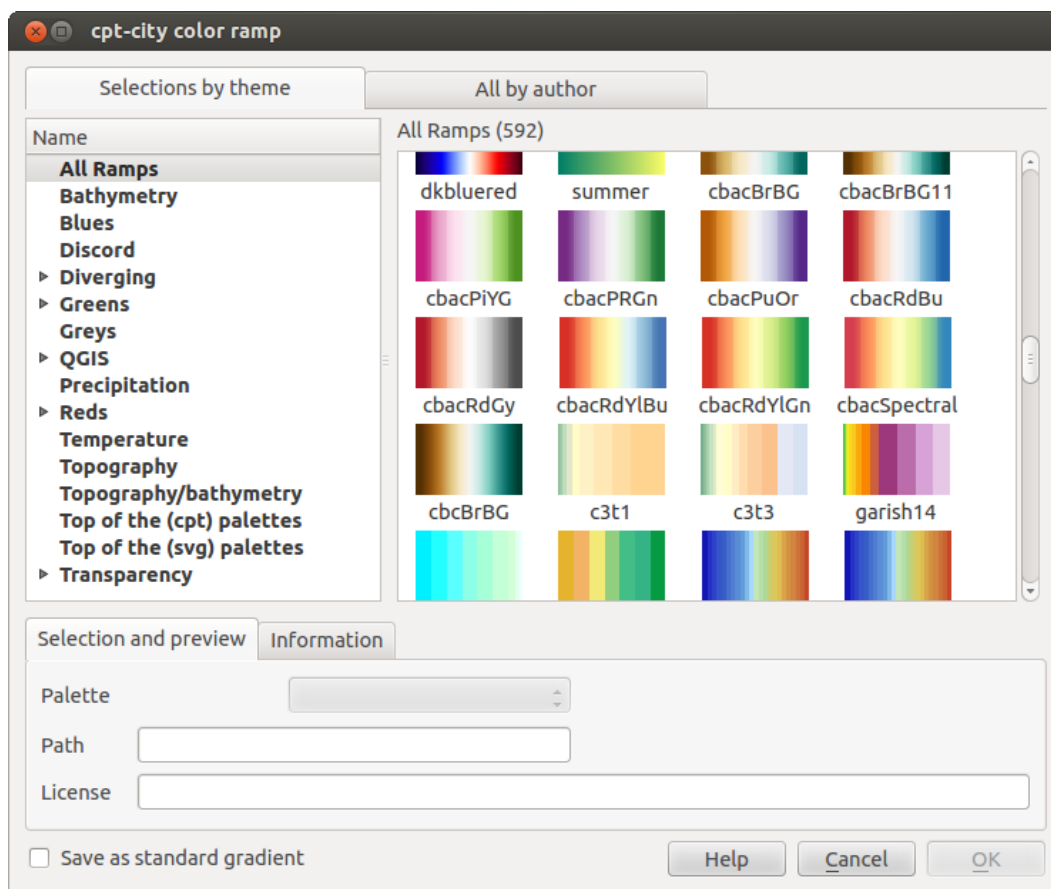 cpt-city color ramp
Selections by theme
All by author
Name
All Ramps
Bathymetry
Blues
Discord
Diverging
Greens
Greys
QGIS
Precipitation
Reds
Temperature
Topography
Topography/bathymetry
Top of the (cpt) palettes
Top of the (svg) palettes
Transparency
All Ramps (592)
dkbluered summer cbacBrBG cbacBrBG11
cbacPiYG cbacPRGn cbacPuOr cbacRdBu
cbacRdGy cbacRdYlBu cbacRdYlGn cbacSpectral
cbcBrBG c3t1 c3t3 garish14
Selection and preview
Information
Palette
Path
License
Save as standard gradient
Help
Cancel
OK